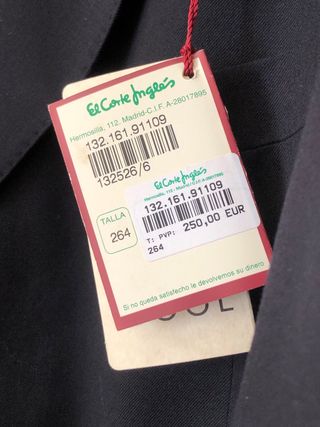 El Corte Inglés
Hermosilla, 112. Madrid-C.I.F. A-28017895
132.161.91109
132526/6
El Corte Inglés
Hermosilla, 112 - Madrid - C.I.F. A-28017895
132.161.91109
T: PVP: 250,00 EUR
264
TALLA
264
Si no queda satisfecho le devolvemos su dinero